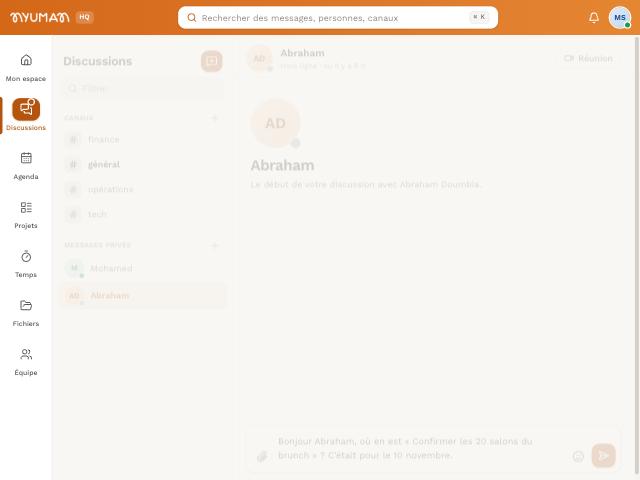 NYUMAN HQ
Rechercher des messages, personnes, canaux
⌘ K
MS
Mon espace
Discussions
Agenda
Projets
Temps
Fichiers
Équipe
Discussions
Filtrer
CANAUX
# finance
# général
# opérations
# tech
MESSAGES PRIVÉS
M Mohamed
AD Abraham
AD Abraham
Hors ligne · vu il y a 8 h
Réunion
AD
Abraham
Le début de votre discussion avec Abraham Doumbia.
Bonjour Abraham, où en est « Confirmer les 20 salons du
brunch » ? C'était pour le 10 novembre.